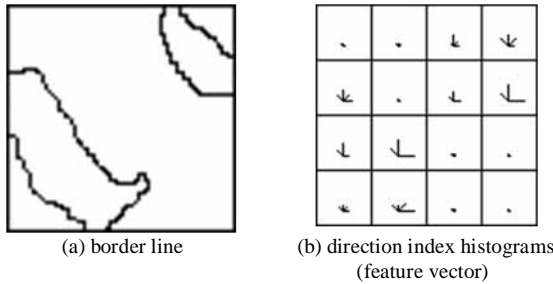 (a) border line
(b) direction index histograms
(feature vector)